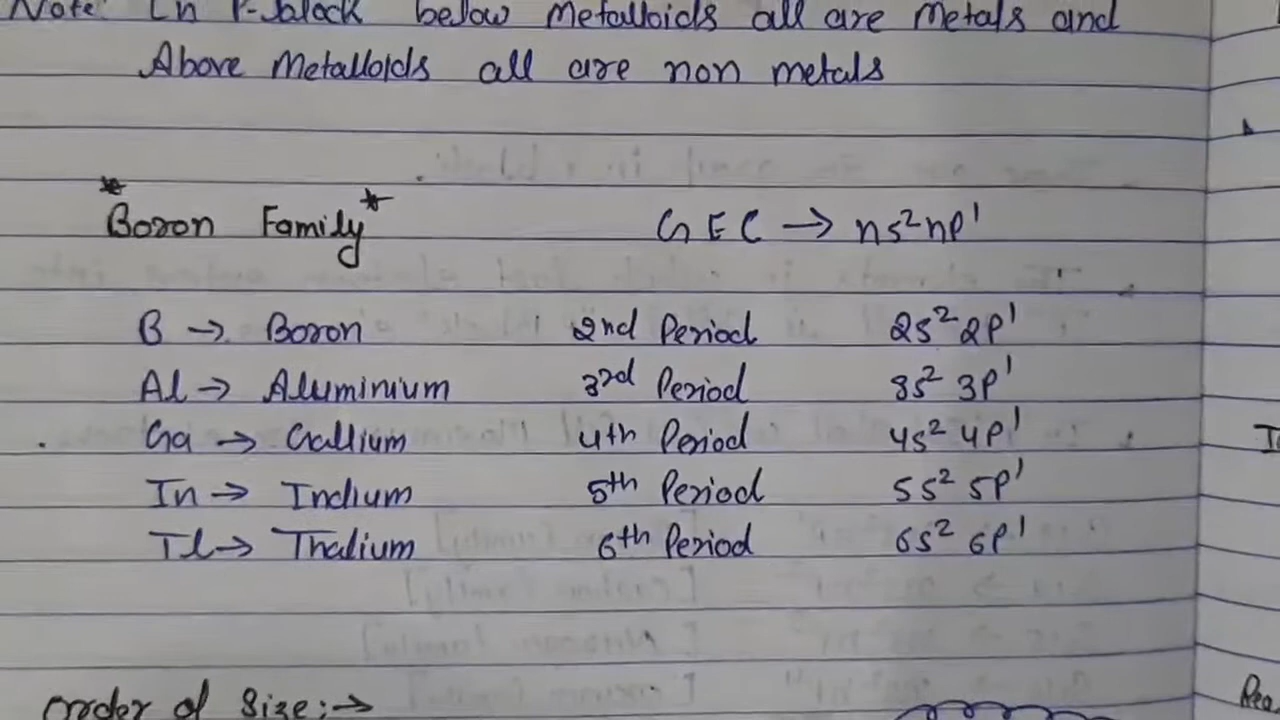 Note: In P-block below Metalloids all are Metals and
Above Metalloids all are non metals
*Boron Family* GEC → ns²np¹
B → Boron 2nd Period 2s² 2p¹
Al → Aluminium 3rd Period 3s² 3p¹
Ga → Gallium 4th Period 4s² 4p¹
In → Indium 5th Period 5s² 5p¹
Tl → Thalium 6th Period 6s² 6p¹
order of Size:→